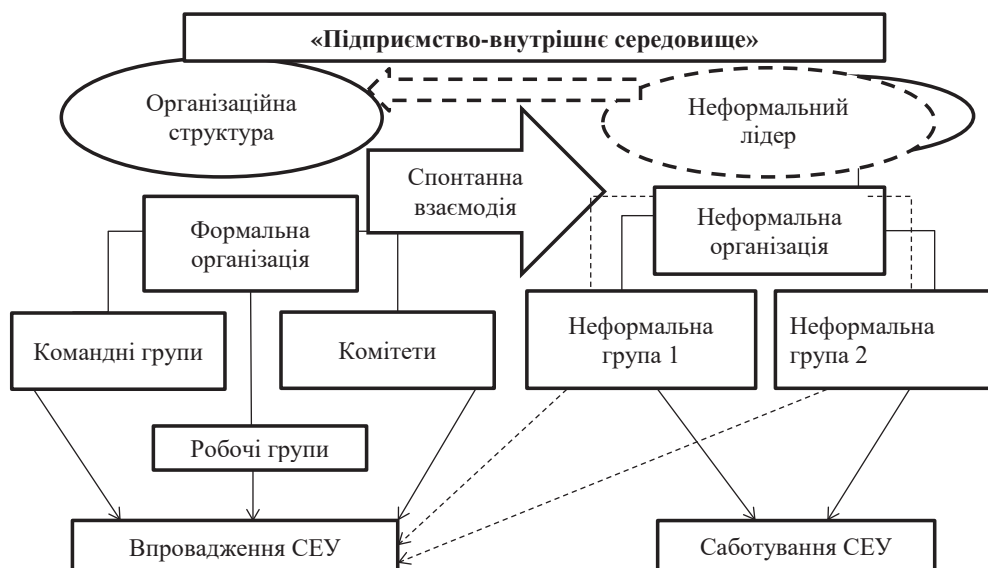 «Підприємство-внутрішнє середовище»
Організаційна
структура
Неформальний
лідер
Спонтанна
взаємодія
Формальна
організація
Неформальна
організація
Командні групи
Комітети
Неформальна
група 1
Неформальна
група 2
Робочі групи
Впровадження СЕУ
Саботування СЕУ